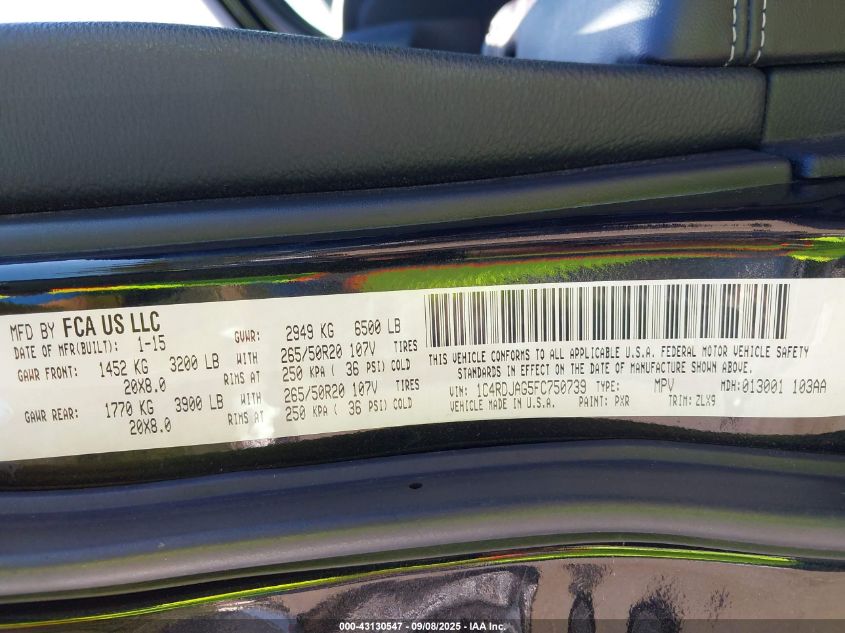 MFD BY FCA US LLC
DATE OF MFR(BUILT): 1-15 GVWR: 2949 KG 6500 LB
GAWR FRONT: 1452 KG 3200 LB WITH 265/50R20 107V TIRES
20X8.0 RIMS AT 250 KPA ( 36 PSI) COLD
GAWR REAR: 1770 KG 3900 LB WITH 265/50R20 107V TIRES
20X8.0 RIMS AT 250 KPA ( 36 PSI) COLD
THIS VEHICLE CONFORMS TO ALL APPLICABLE U.S.A. FEDERAL MOTOR VEHICLE SAFETY
STANDARDS IN EFFECT ON THE DATE OF MANUFACTURE SHOWN ABOVE.
VIN: 1C4RDJAG5FC750739 TYPE: MPV MDH: 013001 103AA
VEHICLE MADE IN U.S.A. PAINT: PXR TRIM: ZLX9
000-43130547 - 09/08/2025 - IAA Inc.